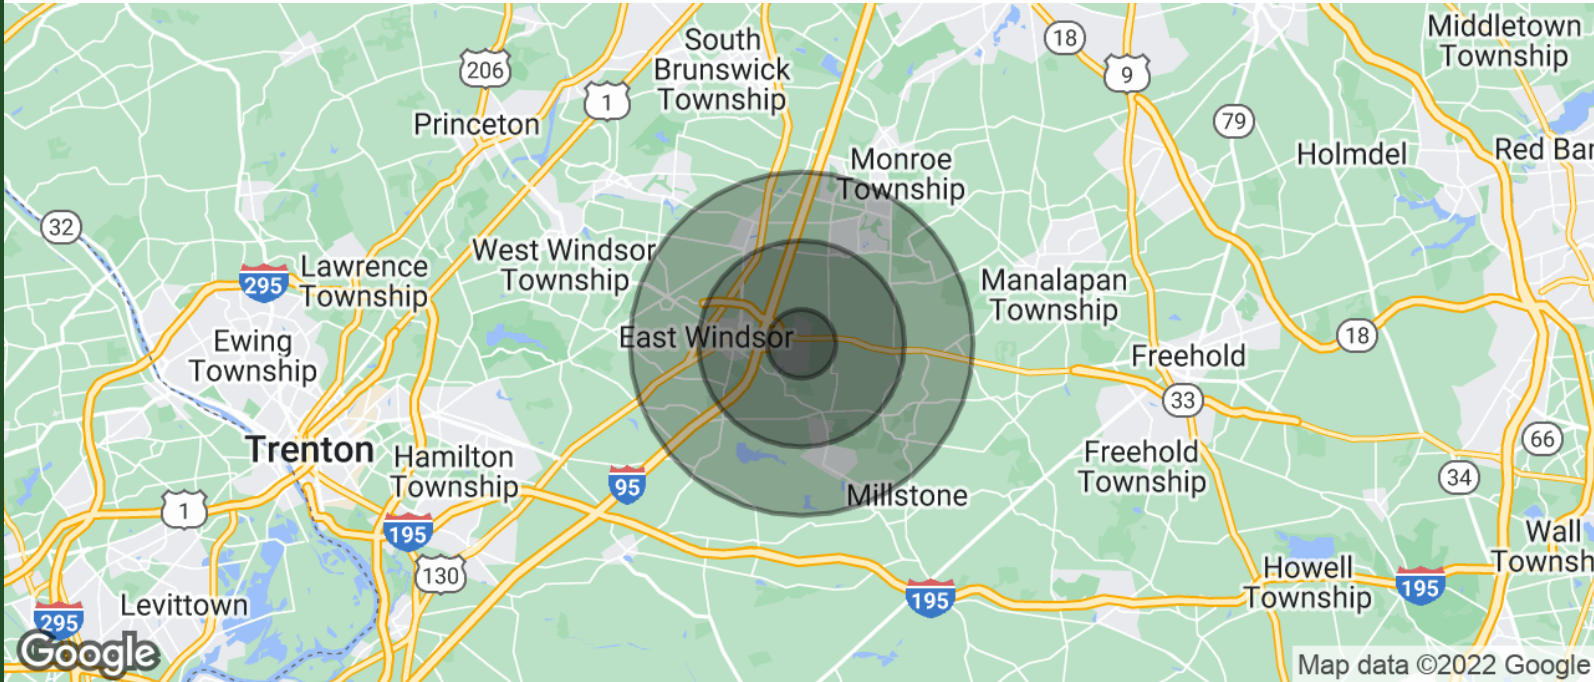 South
Brunswick
Township
Middletown
Township
18
206
9
1
Princeton
79
Holmdel
Red Bar
Monroe
Township
32
West Windsor
Township
Lawrence
Township
295
Manalapan
Township
East Windsor
Ewing
Township
18
Freehold
33
Trenton
Hamilton
Township
95
Freehold
Township
66
34
Millstone
1
195
Wall
Townsh
130
Howell
Township
195
195
Levittown
295
Google
Map data ©2022 Google